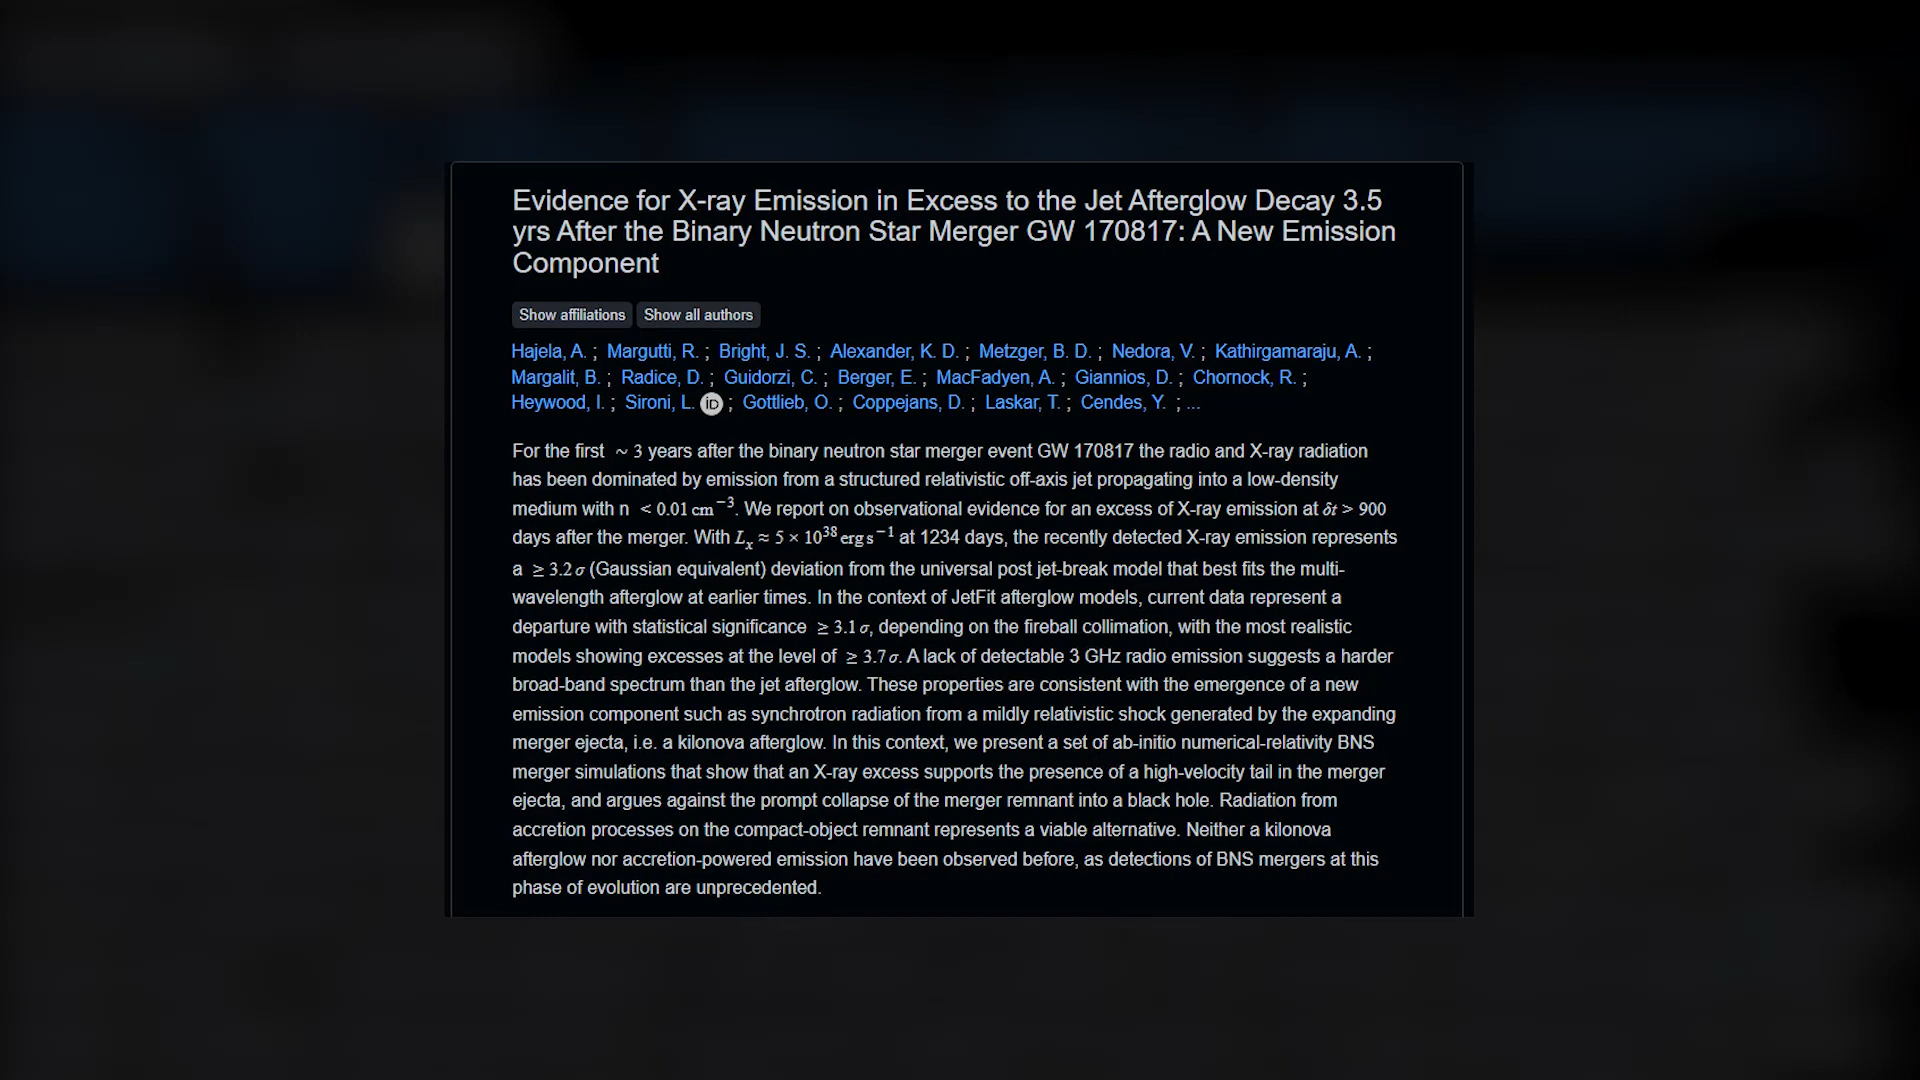 Evidence for X-ray Emission in Excess to the Jet Afterglow Decay 3.5
yrs After the Binary Neutron Star Merger GW 170817: A New Emission
Component
Show affiliations Show all authors
Hajela, A. ; Margutti, R. ; Bright, J. S. ; Alexander, K. D. ; Metzger, B. D. ; Nedora, V. ; Kathirgamaraju, A. ;
Margalit, B. ; Radice, D. ; Guidorzi, C. ; Berger, E. ; MacFadyen, A. ; Giannios, D. ; Chornock, R. ;
Heywood, I. ; Sironi, L. iD ; Gottlieb, O. ; Coppejans, D. ; Laskar, T. ; Cendes, Y. ; ...
For the first ~ 3 years after the binary neutron star merger event GW 170817 the radio and X-ray radiation
has been dominated by emission from a structured relativistic off-axis jet propagating into a low-density
medium with n < 0.01 cm⁻³. We report on observational evidence for an excess of X-ray emission at δt > 900
days after the merger. With Lₓ ≈ 5 × 10³⁸ erg s⁻¹ at 1234 days, the recently detected X-ray emission represents
a ≥ 3.2 σ (Gaussian equivalent) deviation from the universal post jet-break model that best fits the multi-
wavelength afterglow at earlier times. In the context of JetFit afterglow models, current data represent a
departure with statistical significance ≥ 3.1 σ, depending on the fireball collimation, with the most realistic
models showing excesses at the level of ≥ 3.7 σ. A lack of detectable 3 GHz radio emission suggests a harder
broad-band spectrum than the jet afterglow. These properties are consistent with the emergence of a new
emission component such as synchrotron radiation from a mildly relativistic shock generated by the expanding
merger ejecta, i.e. a kilonova afterglow. In this context, we present a set of ab-initio numerical-relativity BNS
merger simulations that show that an X-ray excess supports the presence of a high-velocity tail in the merger
ejecta, and argues against the prompt collapse of the merger remnant into a black hole. Radiation from
accretion processes on the compact-object remnant represents a viable alternative. Neither a kilonova
afterglow nor accretion-powered emission have been observed before, as detections of BNS mergers at this
phase of evolution are unprecedented.